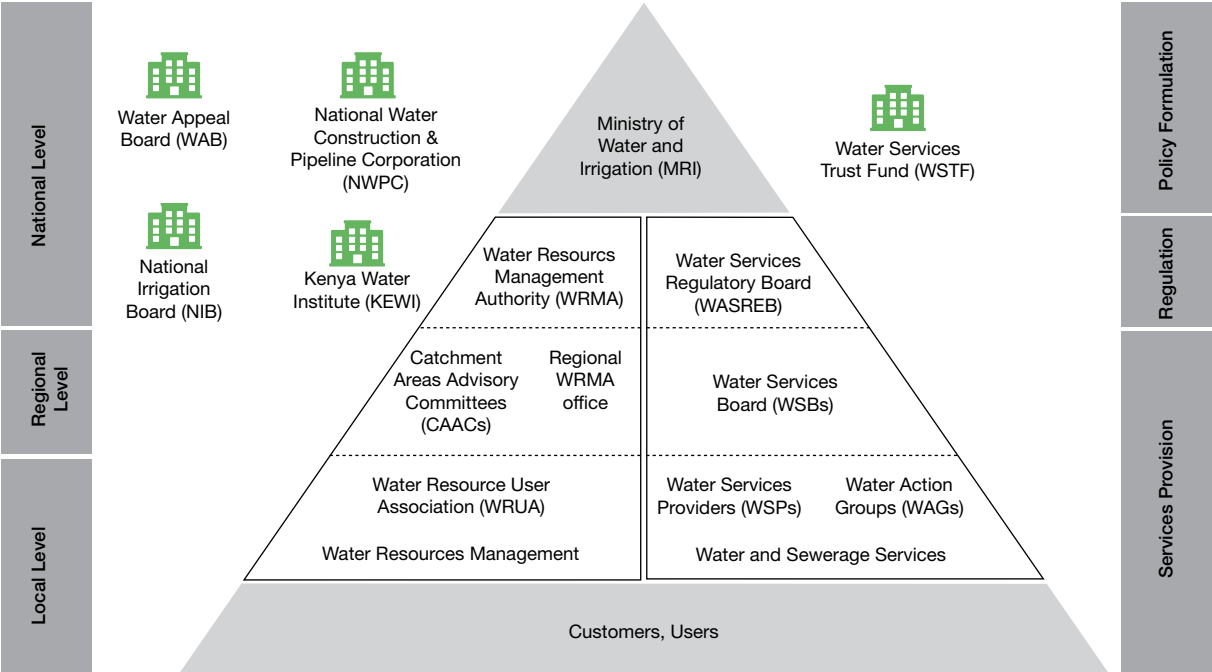 National Level
Regional
Level
Local Level
Water Appeal
Board (WAB)
National Water
Construction &
Pipeline Corporation
(NWPC)
National
Irrigation
Board (NIB)
Kenya Water
Institute (KEWI)
Ministry of
Water and
Irrigation (MRI)
Water Services
Trust Fund (WSTF)
Water Resourcs
Management
Authority (WRMA)
Water Services
Regulatory Board
(WASREB)
Catchment
Areas Advisory
Committees
(CAACs)
Regional
WRMA
office
Water Services
Board (WSBs)
Water Resource User
Association (WRUA)
Water Resources Management
Water Services
Providers (WSPs)
Water Action
Groups (WAGs)
Water and Sewerage Services
Customers, Users
Policy Formulation
Regulation
Services Provision